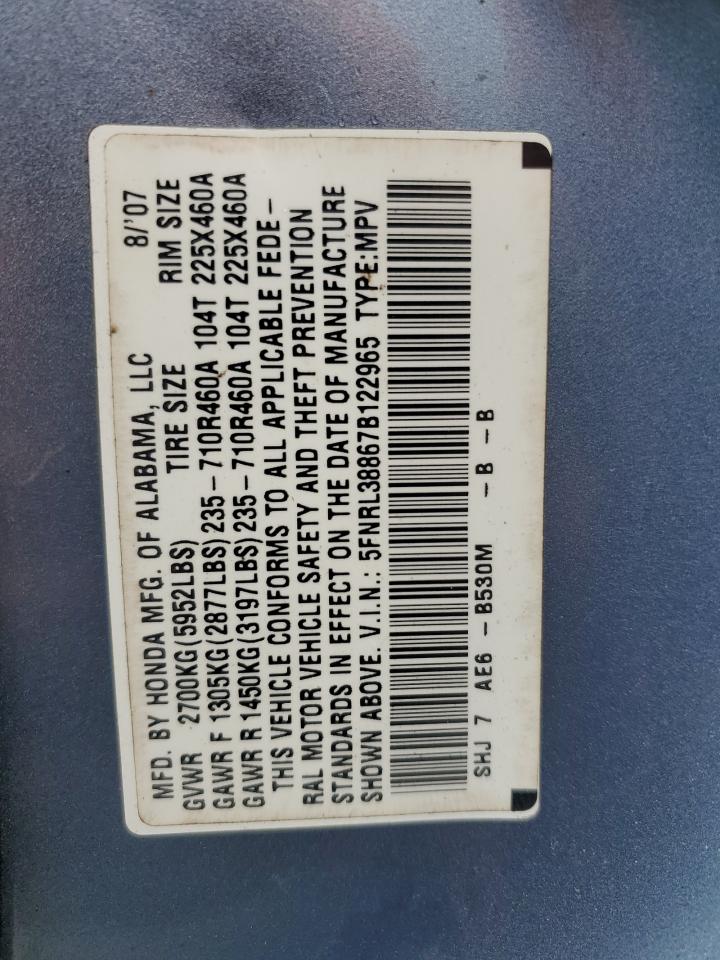 MFD. BY HONDA MFG. OF ALABAMA, LLC 8/'07
GVWR 2700KG(5952LBS) TIRE SIZE RIM SIZE
GAWR F 1305KG(2877LBS) 235-710R460A 104T 225X460A
GAWR R 1450KG(3197LBS) 235-710R460A 104T 225X460A
THIS VEHICLE CONFORMS TO ALL APPLICABLE FEDE-
RAL MOTOR VEHICLE SAFETY AND THEFT PREVENTION
STANDARDS IN EFFECT ON THE DATE OF MANUFACTURE
SHOWN ABOVE. V.I.N.: 5FNRL38867B122965 TYPE:MPV
SHJ 7 AE6 -B530M -B -B